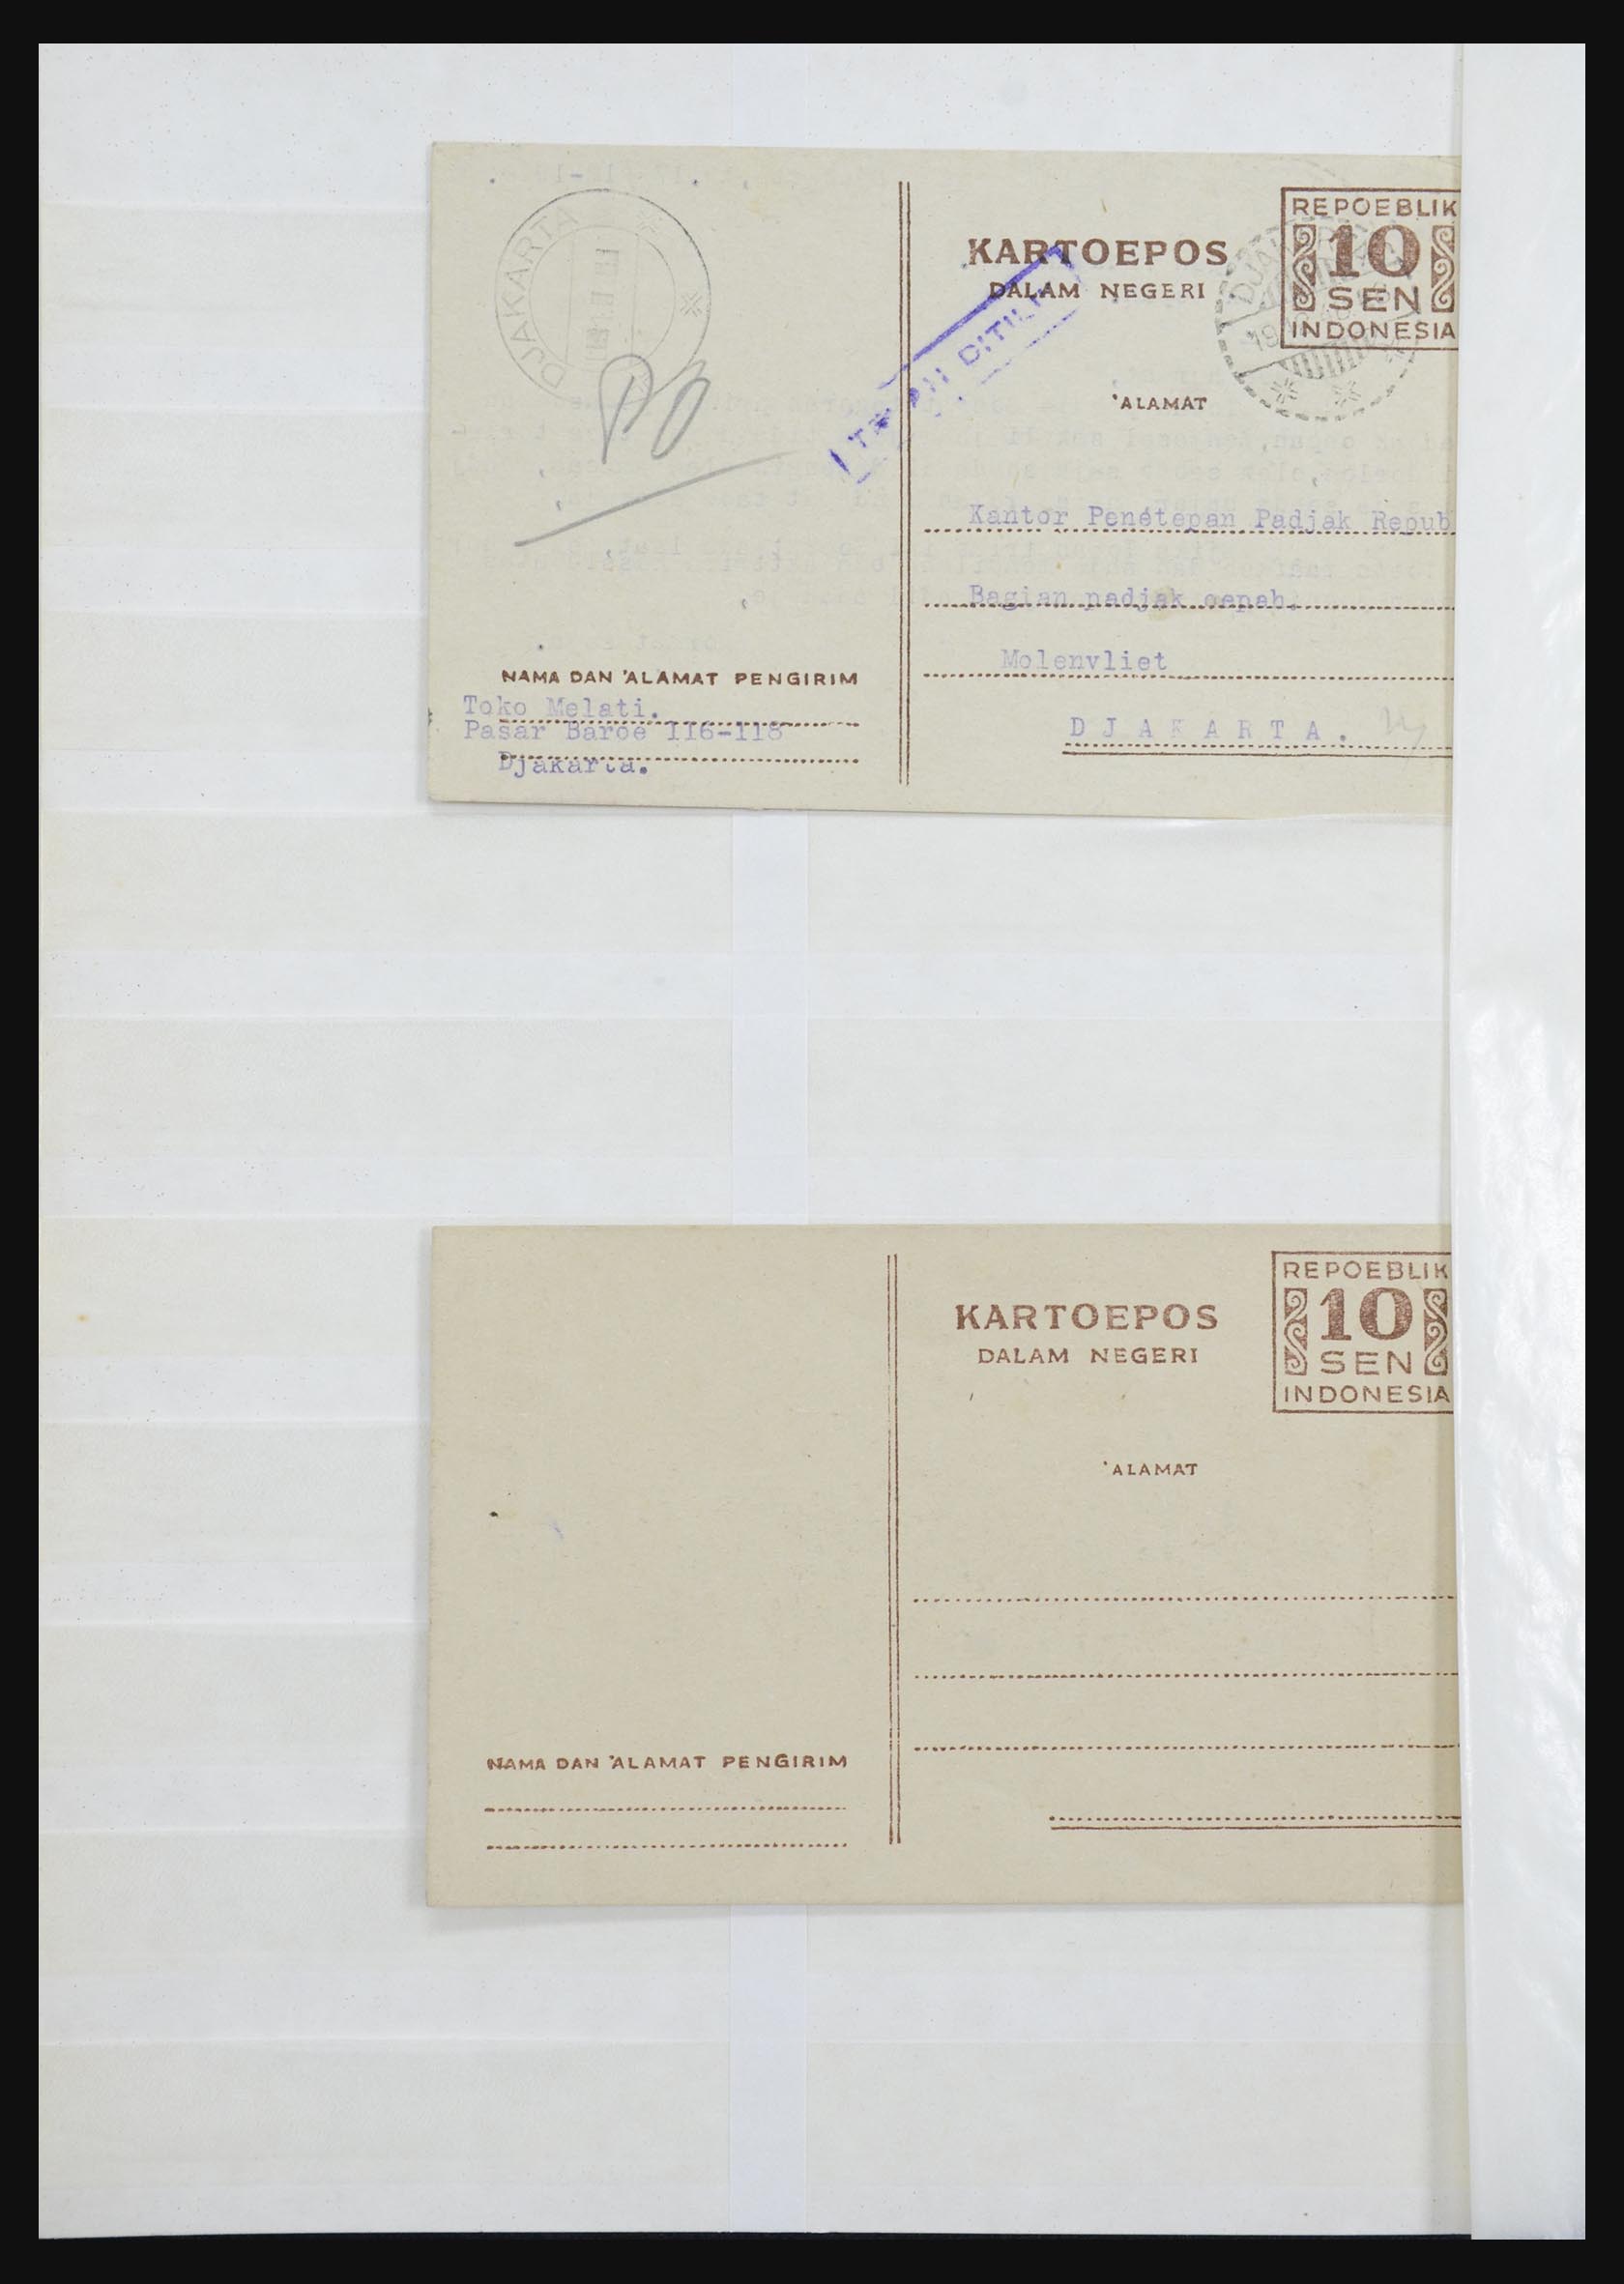 DJAKARTA
REPOEBLIK
10
SEN
INDONESIA
KARTOEPOS
DALAM NEGERI
'ALAMAT
Kantor Penétepan Padjak Repub
Bagian padjak oepah.
Molenvliet
DJAKARTA.
NAMA DAN 'ALAMAT PENGIRIM
Toko Melati.
Pasar Baroe 116-118
Djakarta.
REPOEBLIK
10
SEN
INDONESIA
KARTOEPOS
DALAM NEGERI
'ALAMAT
NAMA DAN 'ALAMAT PENGIRIM